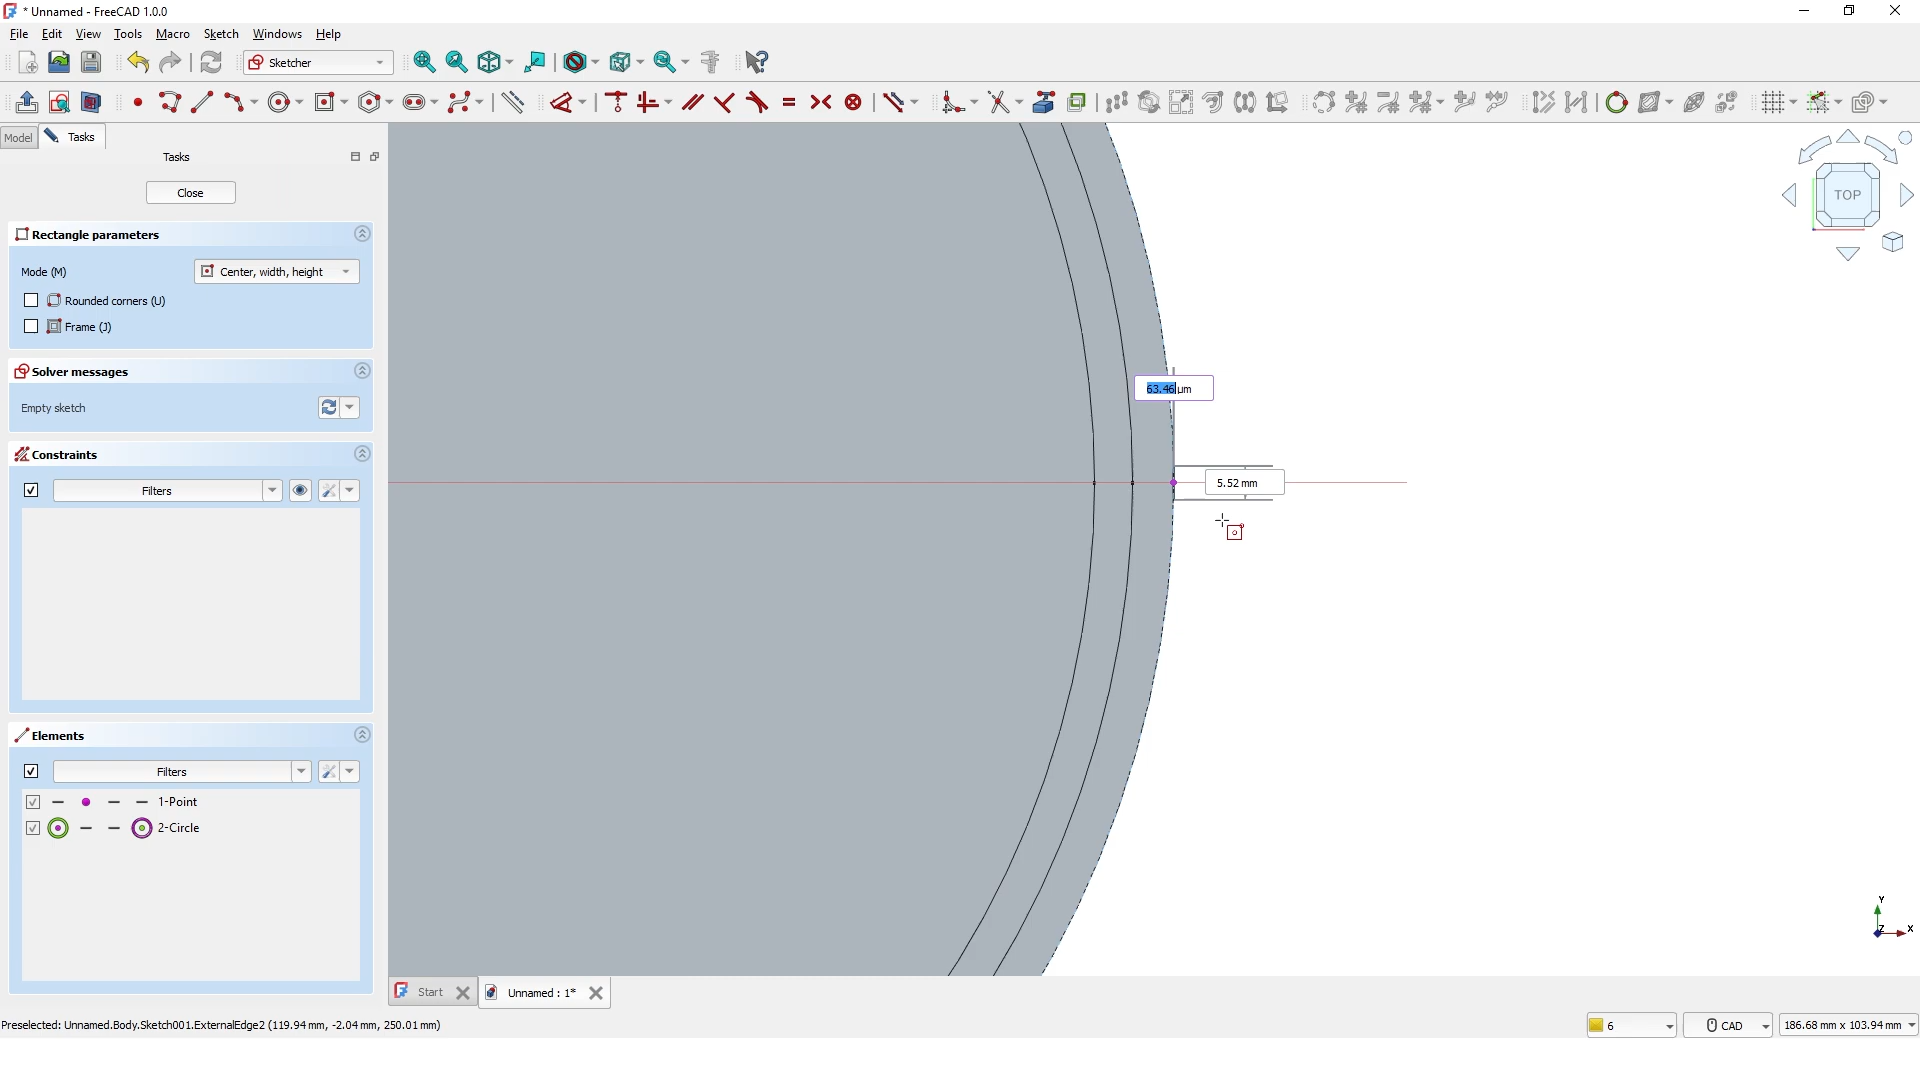 * Unnamed - FreeCAD 1.0.0
File Edit View Tools Macro Sketch Windows Help
Sketcher
Model Tasks
Tasks
Close
Rectangle parameters
Mode (M) Center, width, height
Rounded corners (U)
Frame (J)
Solver messages
Empty sketch
Constraints
Filters
Elements
Filters
1-Point
2-Circle
63.46 µm
5.52 mm
TOP
Y
Z X
Start Unnamed : 1*
Preselected: Unnamed.Body.Sketch001.ExternalEdge2 (119.94 mm, -2.04 mm, 250.01 mm)
6 CAD 186.68 mm x 103.94 mm